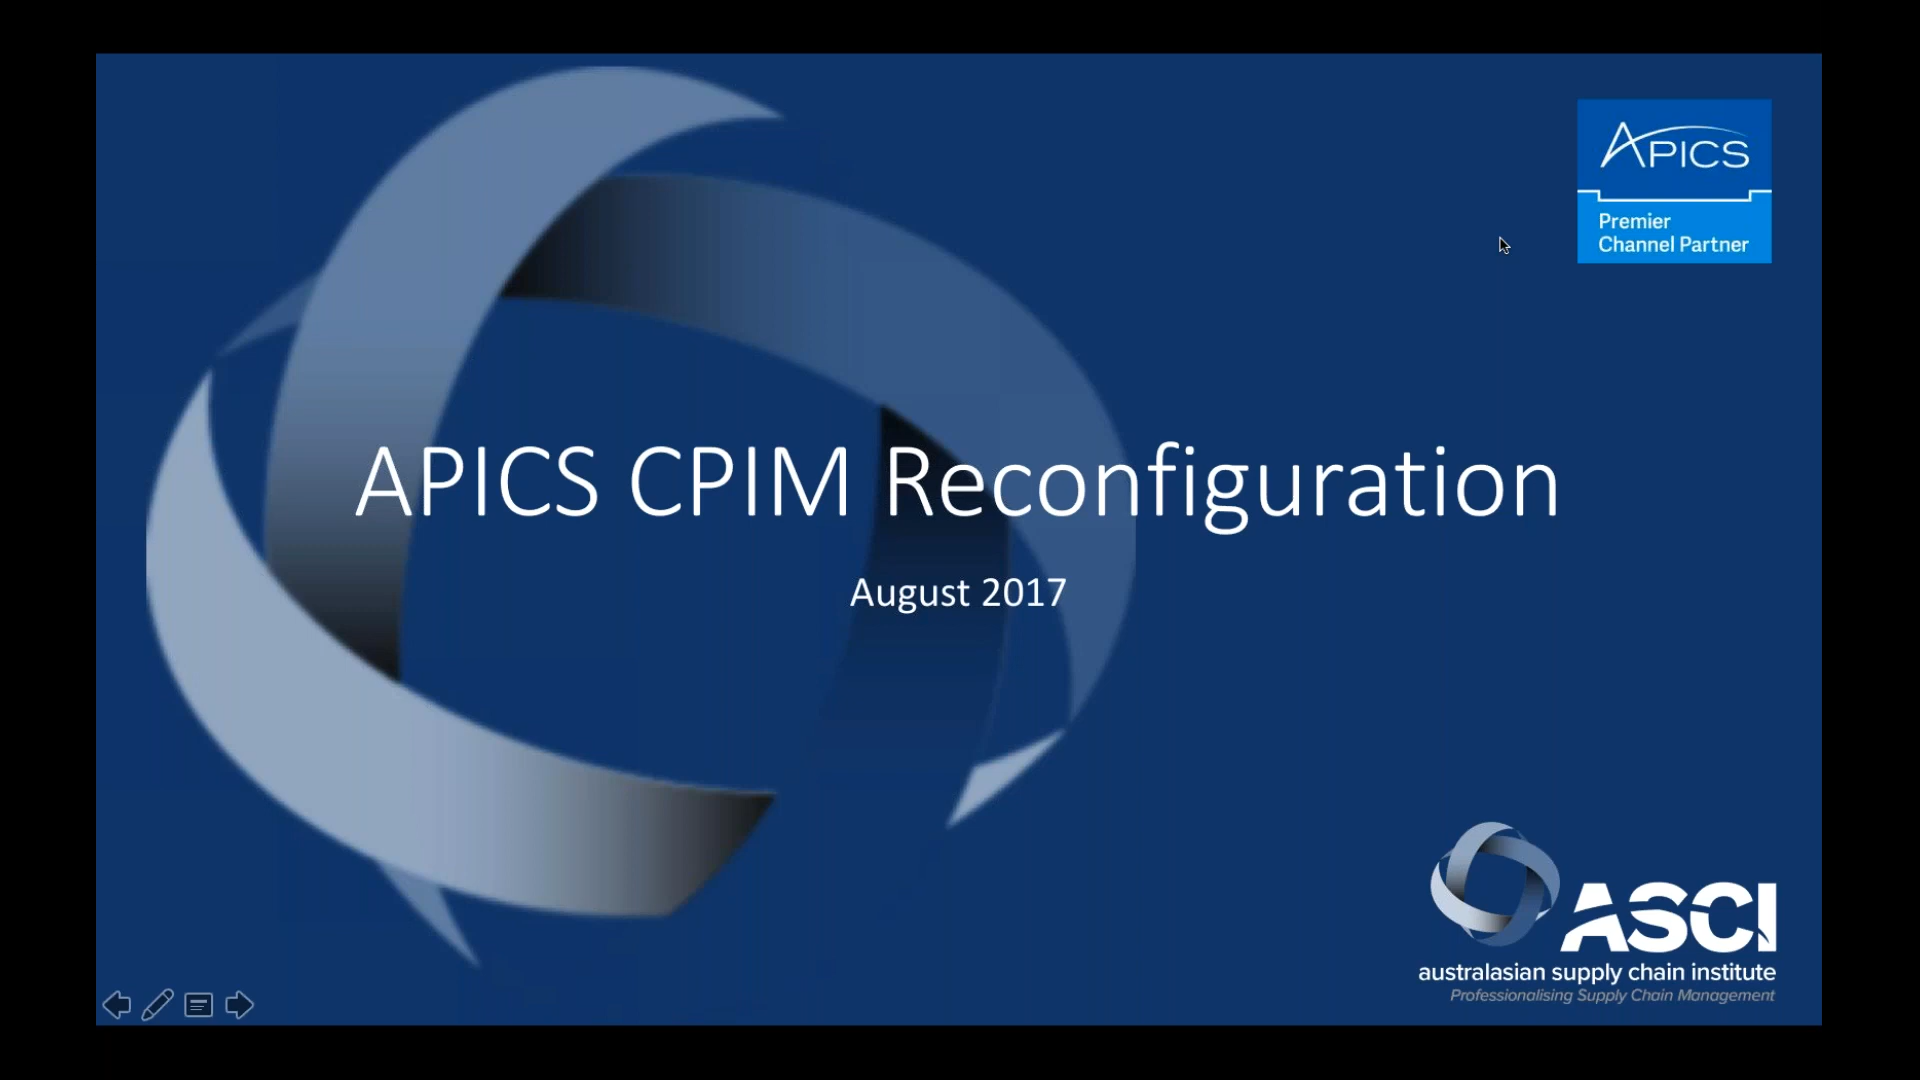 APICS
Premier
Channel Partner
APICS CPIM Reconfiguration
August 2017
ASCI
australasian supply chain institute
Professionalising Supply Chain Management